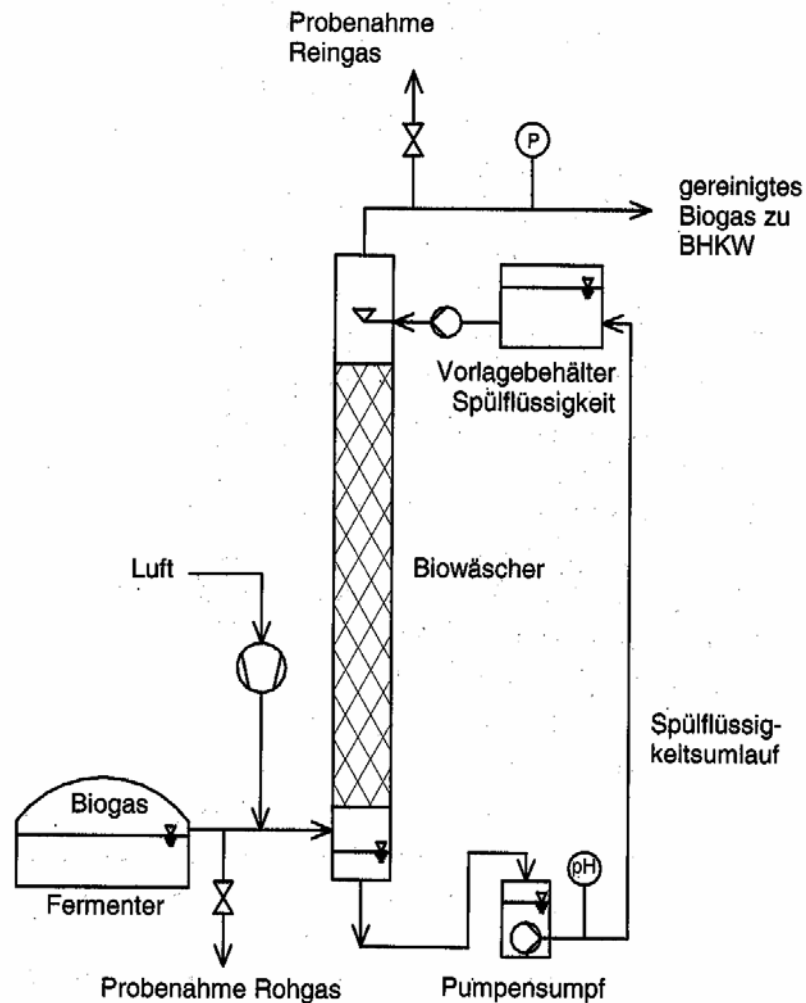 Probenahme
Reingas
P
gereinigtes
Biogas zu
BHKW
Vorlagebehälter
Spülflüssigkeit
Luft
Biowäscher
Spülflüssig-
keitsumlauf
Biogas
pH
Fermenter
Probenahme Rohgas
Pumpensumpf